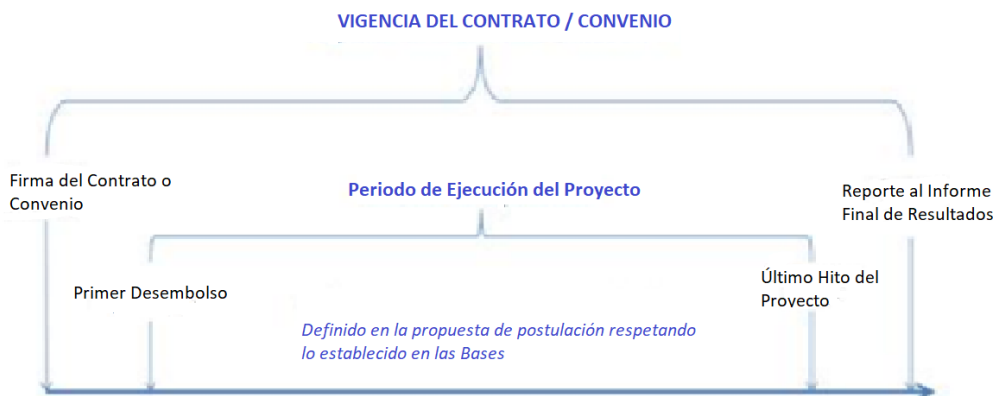 VIGENCIA DEL CONTRATO / CONVENIO
Firma del Contrato o
Convenio
Periodo de Ejecución del Proyecto
Reporte al Informe
Final de Resultados
Primer Desembolso
Último Hito del
Proyecto
Definido en la propuesta de postulación respetando
lo establecido en las Bases